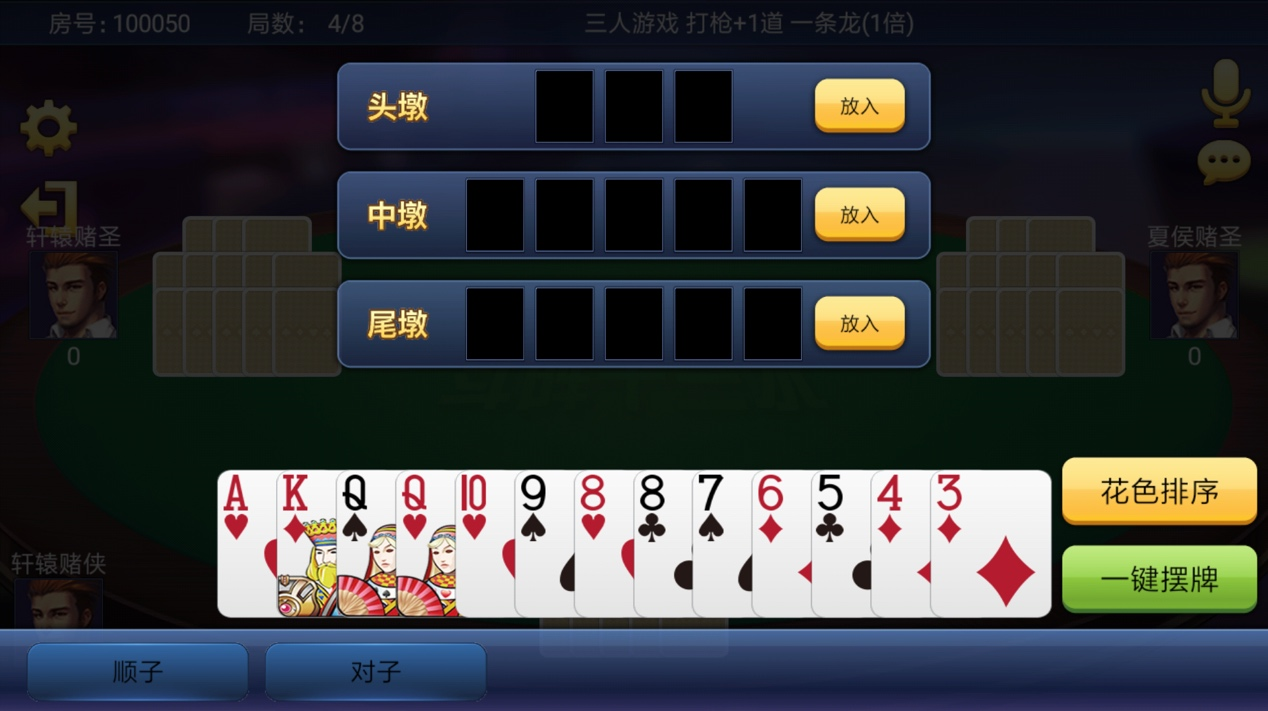 房号:100050 局数: 4/8 三人游戏 打枪+1道 一条龙(1倍)
头墩 放入
中墩 放入
轩辕赌圣 夏侯赌圣
尾墩 放入
0 0
A K Q Q 10 9 8 8 7 6 5 4 3
花色排序
轩辕赌侠
一键摆牌
顺子 对子